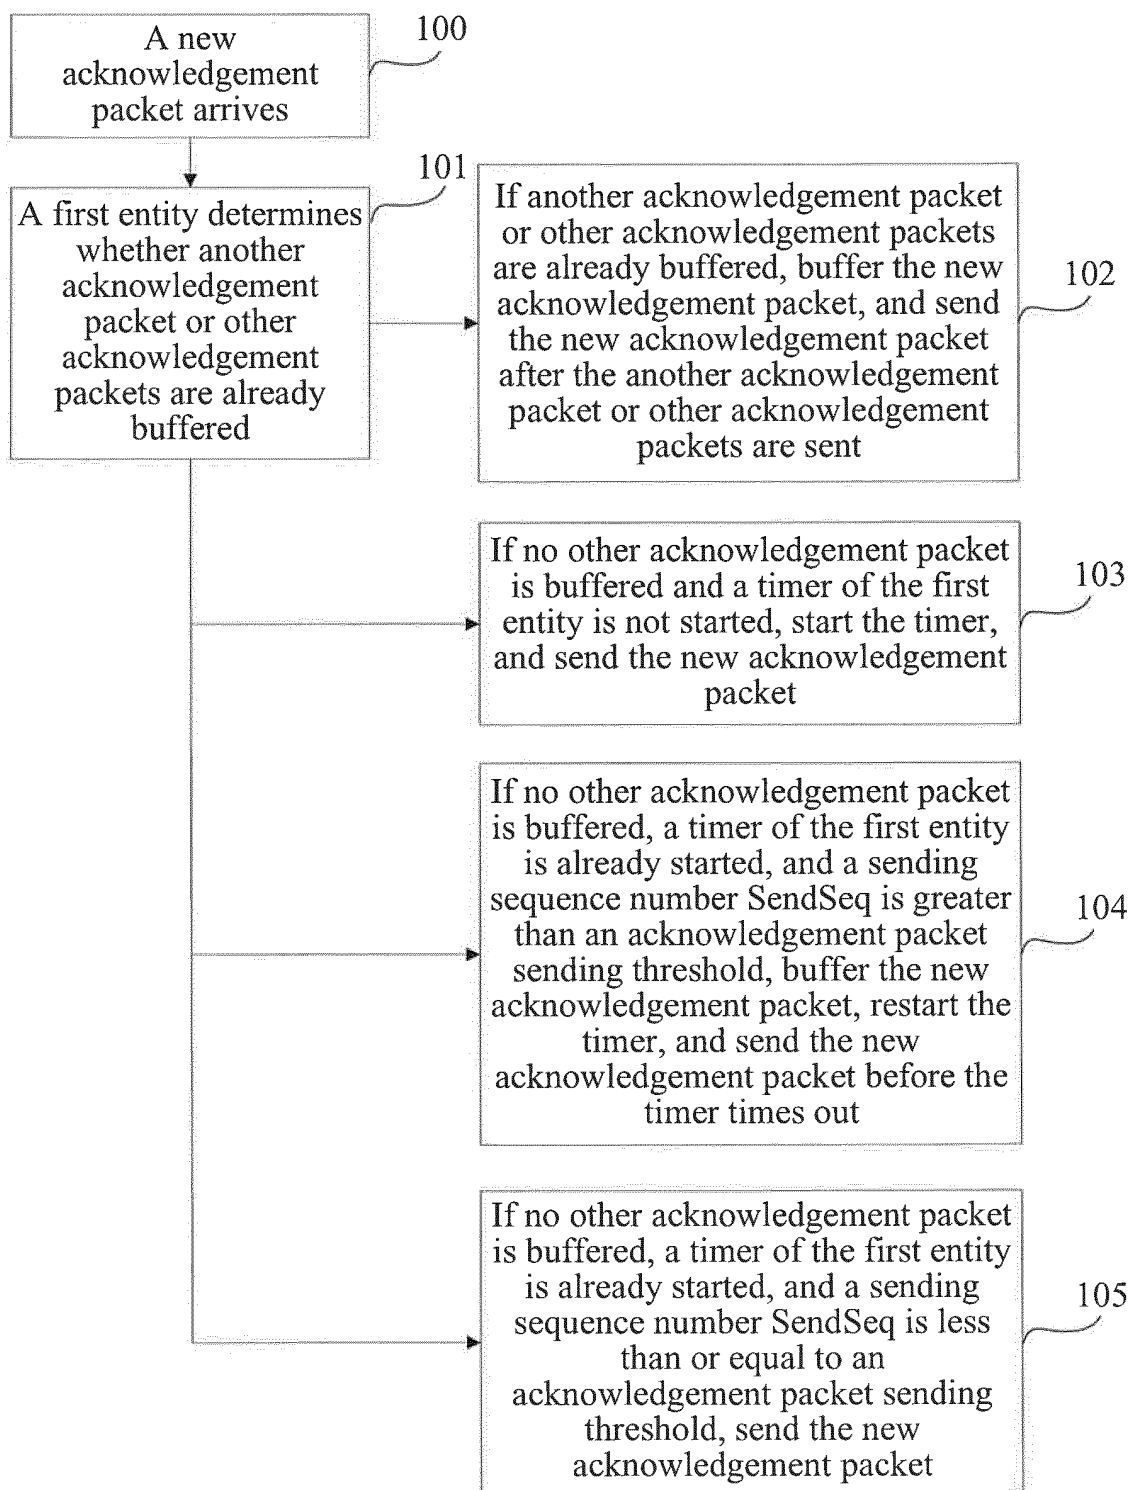 A new
acknowledgement
packet arrives
100
A first entity determines
whether another
acknowledgement
packet or other
acknowledgement
packets are already
buffered
101
If another acknowledgement packet
or other acknowledgement packets
are already buffered, buffer the new
acknowledgement packet, and send
the new acknowledgement packet
after the another acknowledgement
packet or other acknowledgement
packets are sent
102
If no other acknowledgement packet
is buffered and a timer of the first
entity is not started, start the timer,
and send the new acknowledgement
packet
103
If no other acknowledgement packet
is buffered, a timer of the first entity
is already started, and a sending
sequence number SendSeq is greater
than an acknowledgement packet
sending threshold, buffer the new
acknowledgement packet, restart the
timer, and send the new
acknowledgement packet before the
timer times out
104
If no other acknowledgement packet
is buffered, a timer of the first entity
is already started, and a sending
sequence number SendSeq is less
than or equal to an
acknowledgement packet sending
threshold, send the new
acknowledgement packet
105